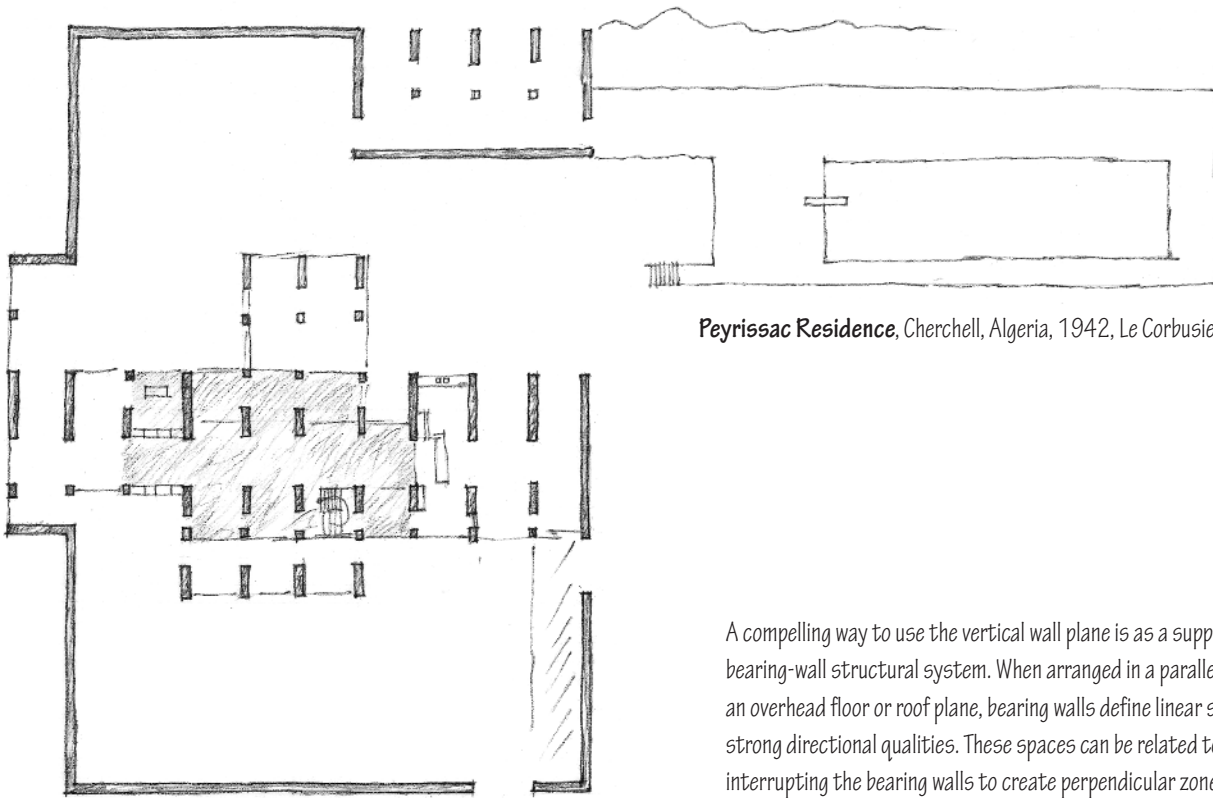 Peyrissac Residence, Cherchell, Algeria, 1942, Le Corbusie
A compelling way to use the vertical wall plane is as a supp
bearing-wall structural system. When arranged in a paralle
an overhead floor or roof plane, bearing walls define linear s
strong directional qualities. These spaces can be related to
interrupting the bearing walls to create perpendicular zone